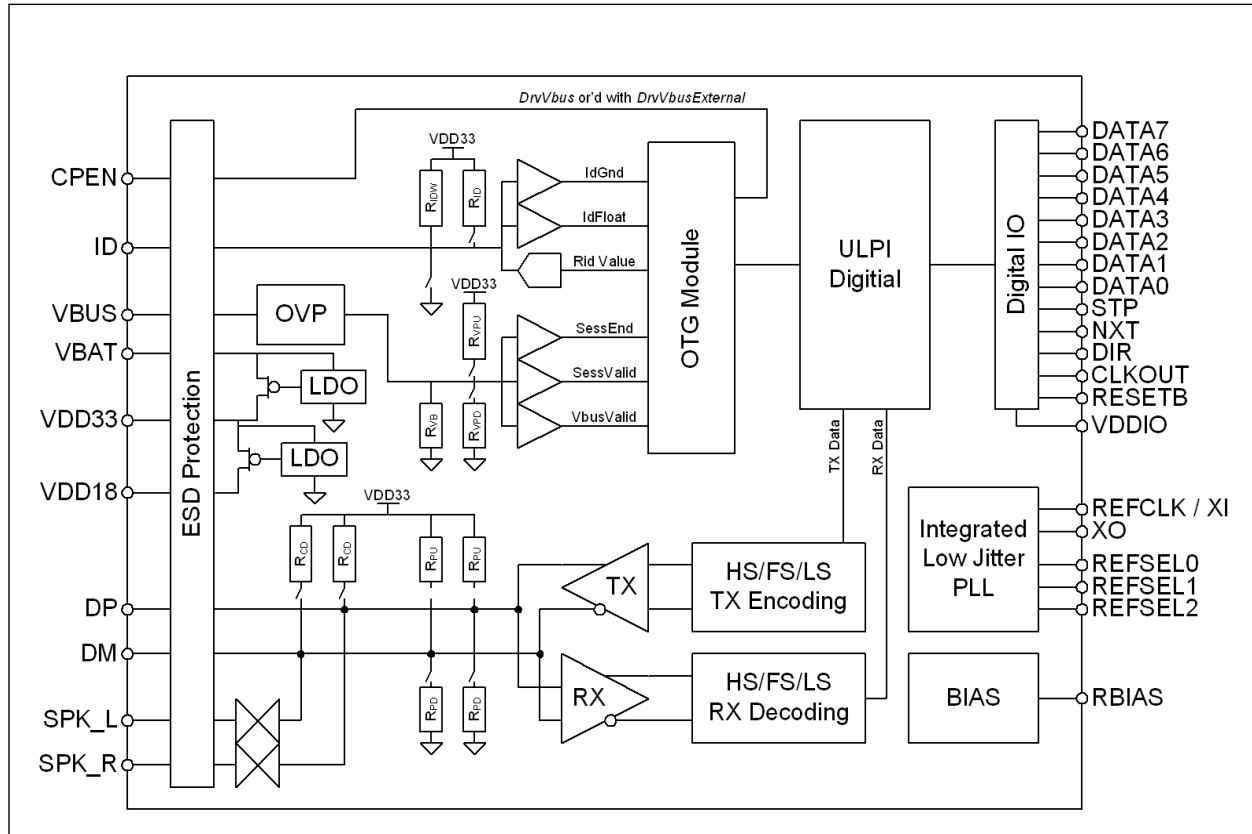 DrvVbus or'd with DrvVbusExternal
CPEN
ID
VBUS
VBAT
VDD33
VDD18
DP
DM
SPK_L
SPK_R
ESD Protection
OVP
LDO
LDO
VDD33
RIDW
RID
IdGnd
IdFloat
Rid Value
VDD33
RVPU
RVB
RVPD
SessEnd
SessValid
VbusValid
OTG Module
ULPI
Digitial
TX Data
RX Data
Digital IO
DATA7
DATA6
DATA5
DATA4
DATA3
DATA2
DATA1
DATA0
STP
NXT
DIR
CLKOUT
RESETB
VDDIO
VDD33
RCD
RCD
RPU
RPU
RPD
RPD
TX
HS/FS/LS
TX Encoding
RX
HS/FS/LS
RX Decoding
Integrated
Low Jitter
PLL
REFCLK / XI
XO
REFSEL0
REFSEL1
REFSEL2
BIAS
RBIAS